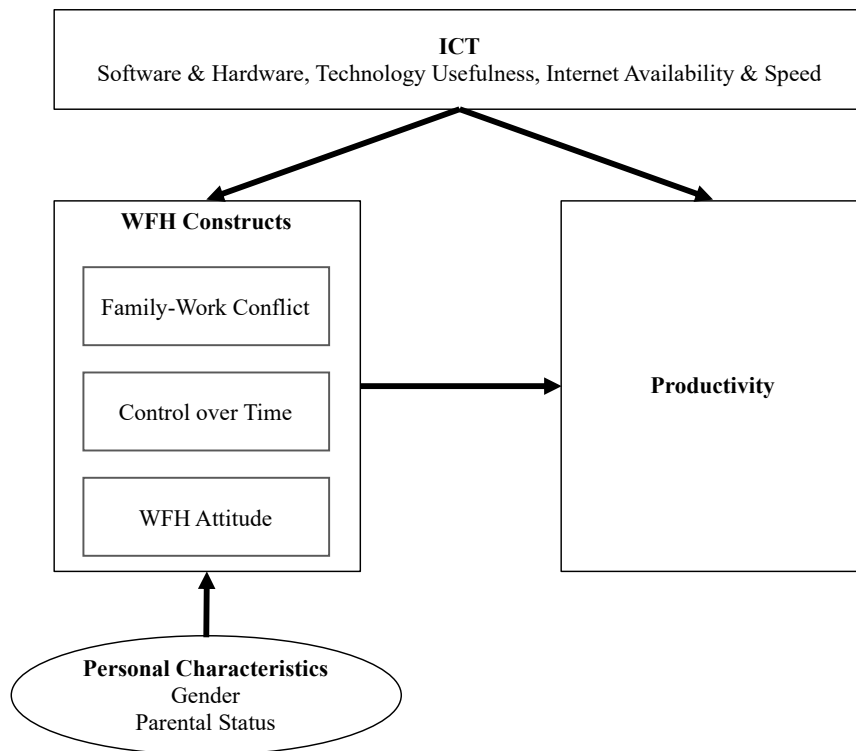 ICT
Software & Hardware, Technology Usefulness, Internet Availability & Speed
WFH Constructs
Family-Work Conflict
Control over Time
WFH Attitude
Productivity
Personal Characteristics
Gender
Parental Status